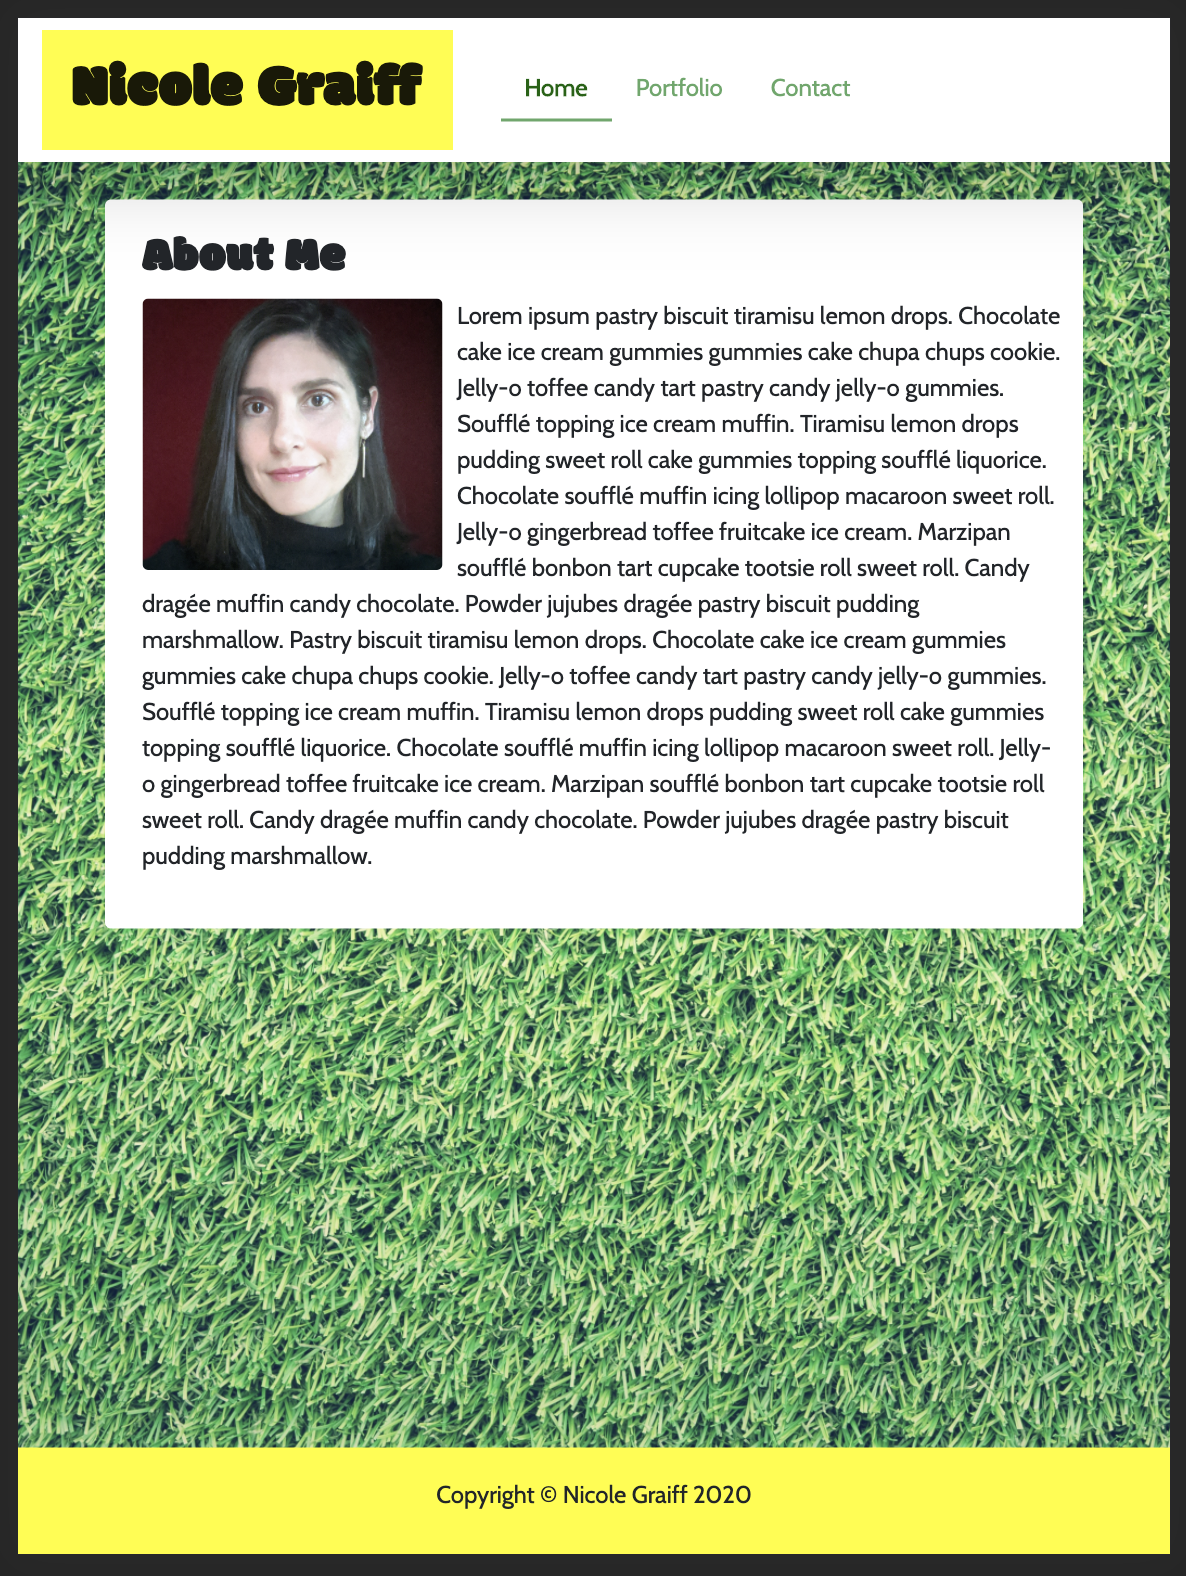 Nicole Graiff
Home Portfolio Contact
About Me
Lorem ipsum pastry biscuit tiramisu lemon drops. Chocolate
cake ice cream gummies gummies cake chupa chups cookie.
Jelly-o toffee candy tart pastry candy jelly-o gummies.
Soufflé topping ice cream muffin. Tiramisu lemon drops
pudding sweet roll cake gummies topping soufflé liquorice.
Chocolate soufflé muffin icing lollipop macaroon sweet roll.
Jelly-o gingerbread toffee fruitcake ice cream. Marzipan
soufflé bonbon tart cupcake tootsie roll sweet roll. Candy
dragée muffin candy chocolate. Powder jujubes dragée pastry biscuit pudding
marshmallow. Pastry biscuit tiramisu lemon drops. Chocolate cake ice cream gummies
gummies cake chupa chups cookie. Jelly-o toffee candy tart pastry candy jelly-o gummies.
Soufflé topping ice cream muffin. Tiramisu lemon drops pudding sweet roll cake gummies
topping soufflé liquorice. Chocolate soufflé muffin icing lollipop macaroon sweet roll. Jelly-
o gingerbread toffee fruitcake ice cream. Marzipan soufflé bonbon tart cupcake tootsie roll
sweet roll. Candy dragée muffin candy chocolate. Powder jujubes dragée pastry biscuit
pudding marshmallow.
Copyright © Nicole Graiff 2020